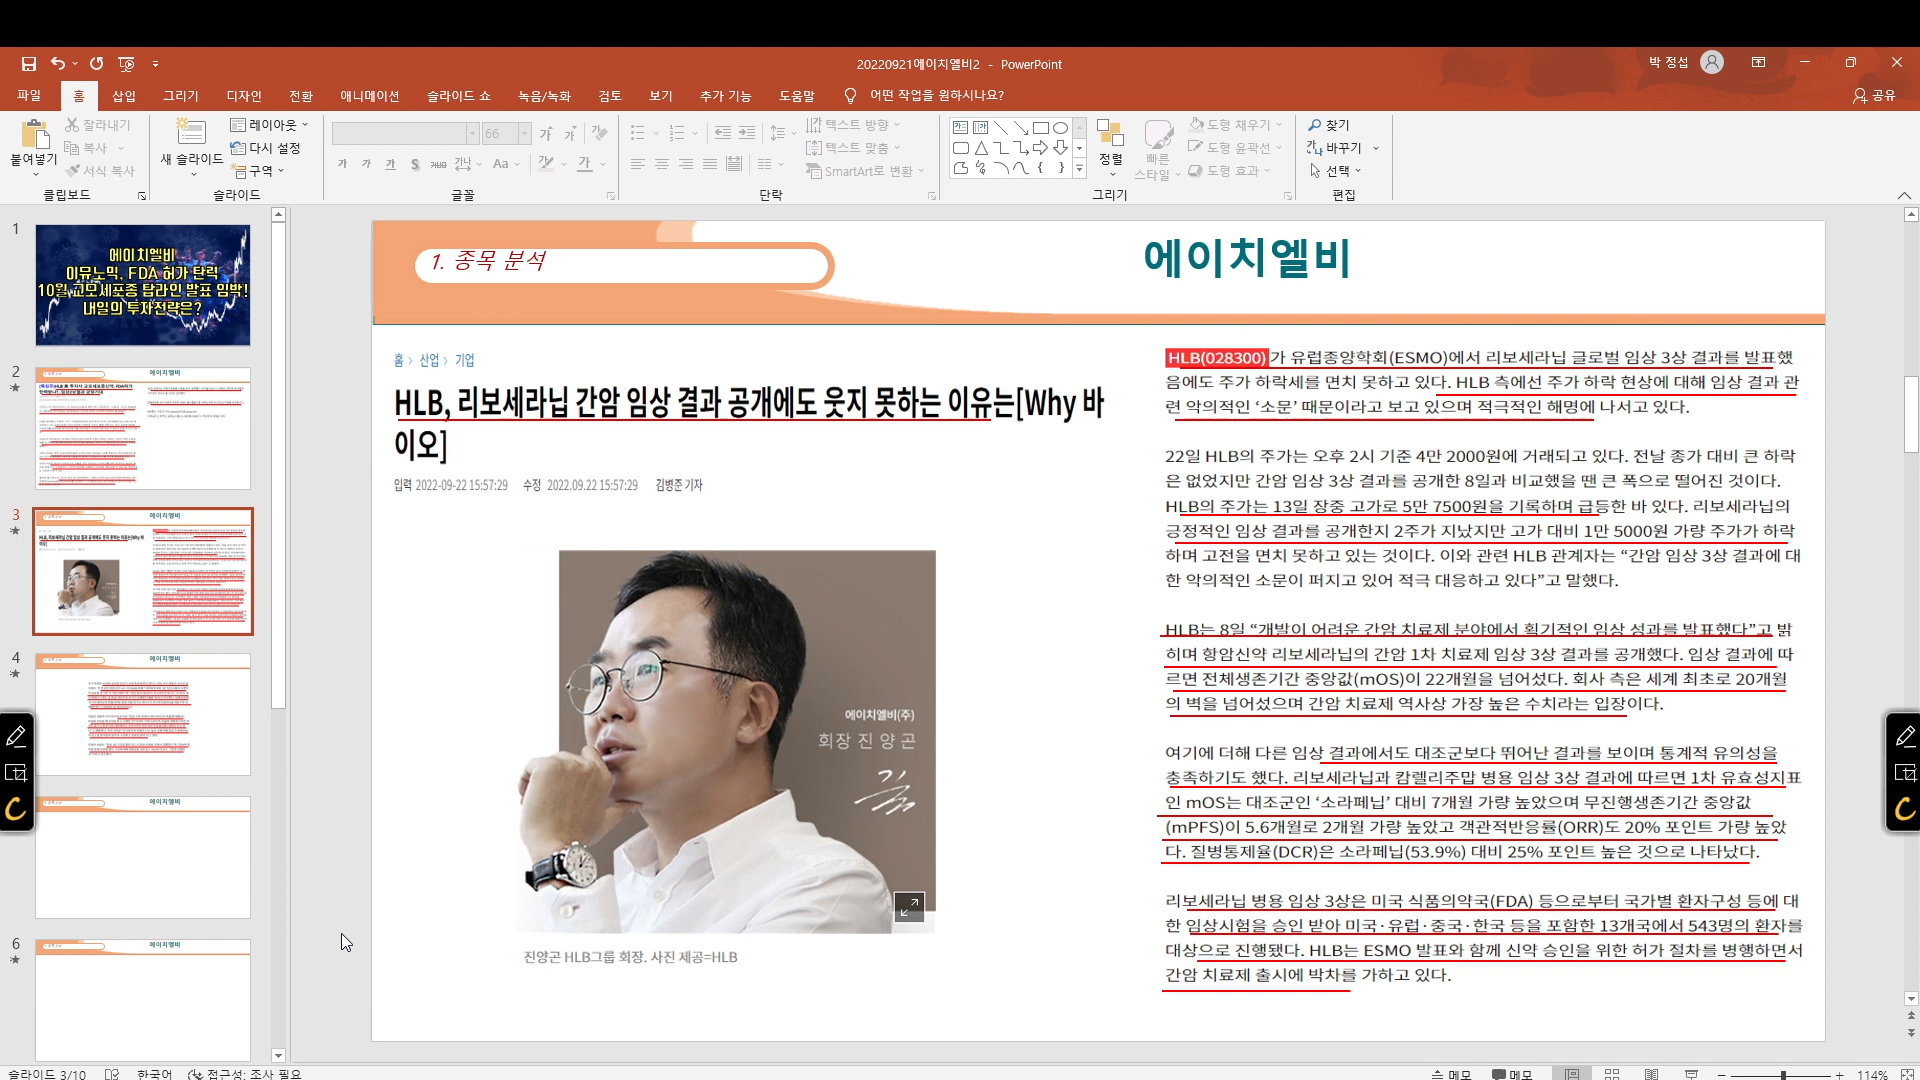 20220921에이치엘비2 - PowerPoint
박 정섭
파일 홈 삽입 그리기 디자인 전환 애니메이션 슬라이드 쇼 녹음/녹화 검토 보기 추가 기능 도움말 어떤 작업을 원하시나요?
공유
붙여넣기
잘라내기
복사
서식 복사
클립보드
새 슬라이드
레이아웃
다시 설정
구역
슬라이드
66
가 가 가 S 가나 Aa 가
글꼴
텍스트 방향
텍스트 맞춤
SmartArt로 변환
단락
정렬
빠른
스타일
도형 채우기
도형 윤곽선
도형 효과
그리기
찾기
바꾸기
선택
편집
1
에이치엘비
이뮤노믹, FDA 허가 탄력
10월 교모세포종 탑라인 발표 임박!
내일의 투자전략은?
2
에이치엘비
3
에이치엘비
4
에이치엘비
에이치엘비
6
에이치엘비
1. 종목 분석
에이치엘비
홈 > 산업 > 기업
HLB, 리보세라닙 간암 임상 결과 공개에도 웃지 못하는 이유는[Why 바
이오]
입력 2022-09-22 15:57:29 수정 2022.09.22 15:57:29 김병준 기자
에이치엘비(주)
회장 진 양 곤
진양곤 HLB그룹 회장. 사진 제공=HLB
HLB(028300)가 유럽종양학회(ESMO)에서 리보세라닙 글로벌 임상 3상 결과를 발표했
음에도 주가 하락세를 면치 못하고 있다. HLB 측에선 주가 하락 현상에 대해 임상 결과 관
련 악의적인 ‘소문’ 때문이라고 보고 있으며 적극적인 해명에 나서고 있다.
22일 HLB의 주가는 오후 2시 기준 4만 2000원에 거래되고 있다. 전날 종가 대비 큰 하락
은 없었지만 간암 임상 3상 결과를 공개한 8일과 비교했을 땐 큰 폭으로 떨어진 것이다.
HLB의 주가는 13일 장중 고가로 5만 7500원을 기록하며 급등한 바 있다. 리보세라닙의
긍정적인 임상 결과를 공개한지 2주가 지났지만 고가 대비 1만 5000원 가량 주가가 하락
하며 고전을 면치 못하고 있는 것이다. 이와 관련 HLB 관계자는 “간암 임상 3상 결과에 대
한 악의적인 소문이 퍼지고 있어 적극 대응하고 있다”고 말했다.
HLB는 8일 “개발이 어려운 간암 치료제 분야에서 획기적인 임상 성과를 발표했다”고 밝
히며 항암신약 리보세라닙의 간암 1차 치료제 임상 3상 결과를 공개했다. 임상 결과에 따
르면 전체생존기간 중앙값(mOS)이 22개월을 넘어섰다. 회사 측은 세계 최초로 20개월
의 벽을 넘어섰으며 간암 치료제 역사상 가장 높은 수치라는 입장이다.
여기에 더해 다른 임상 결과에서도 대조군보다 뛰어난 결과를 보이며 통계적 유의성을
충족하기도 했다. 리보세라닙과 캄렐리주맙 병용 임상 3상 결과에 따르면 1차 유효성지표
인 mOS는 대조군인 ‘소라페닙’ 대비 7개월 가량 높았으며 무진행생존기간 중앙값
(mPFS)이 5.6개월로 2개월 가량 높았고 객관적반응률(ORR)도 20% 포인트 가량 높았
다. 질병통제율(DCR)은 소라페닙(53.9%) 대비 25% 포인트 높은 것으로 나타났다.
리보세라닙 병용 임상 3상은 미국 식품의약국(FDA) 등으로부터 국가별 환자구성 등에 대
한 임상시험을 승인 받아 미국·유럽·중국·한국 등을 포함한 13개국에서 543명의 환자를
대상으로 진행됐다. HLB는 ESMO 발표와 함께 신약 승인을 위한 허가 절차를 병행하면서
간암 치료제 출시에 박차를 가하고 있다.
슬라이드 3/10 한국어 접근성: 조사 필요
메모 메모 114%